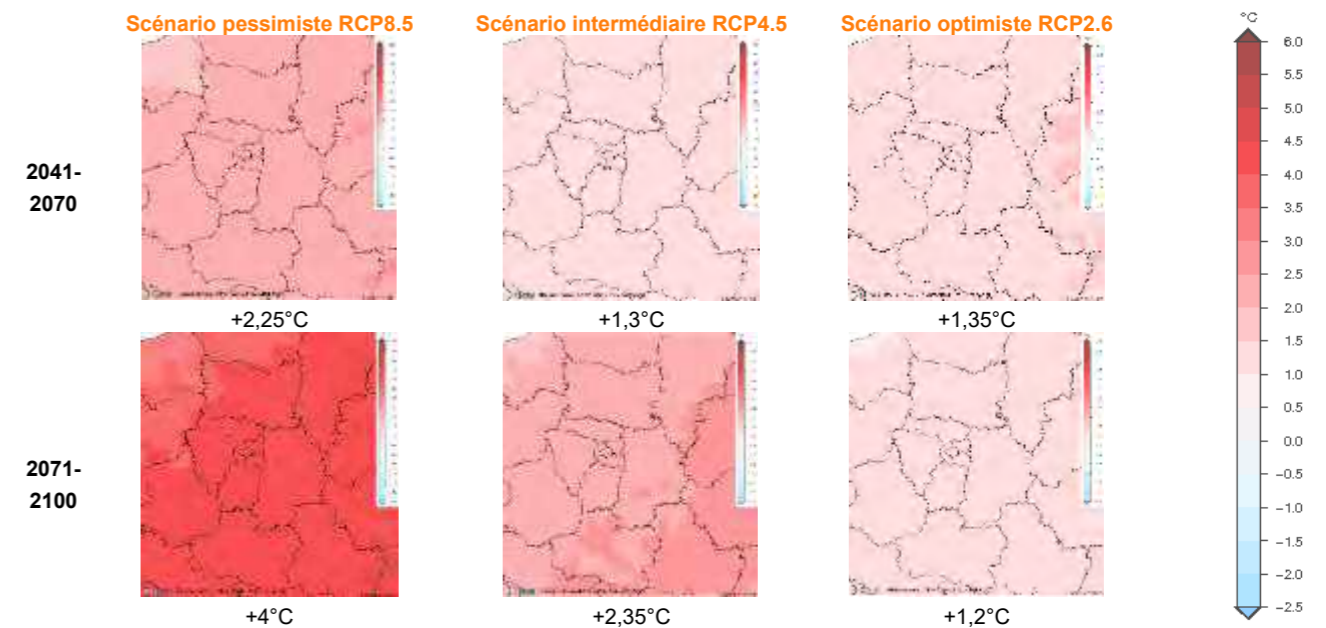 Scénario pessimiste RCP8.5
Scénario intermédiaire RCP4.5
Scénario optimiste RCP2.6
2041-
2070
+2,25°C
+1,3°C
+1,35°C
2071-
2100
+4°C
+2,35°C
+1,2°C
°C
6.0
5.5
5.0
4.5
4.0
3.5
3.0
2.5
2.0
1.5
1.0
0.5
0.0
−0.5
−1.0
−1.5
−2.0
−2.5